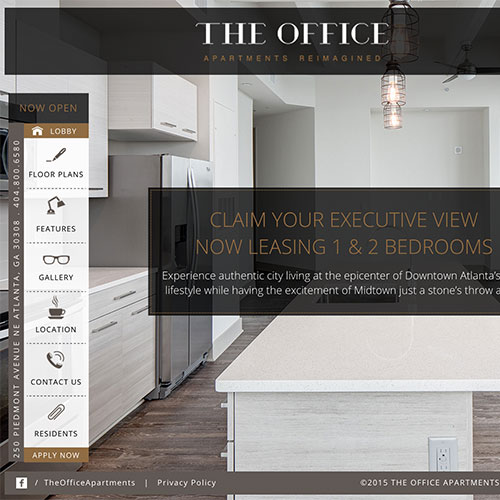 THE OFFICE
APARTMENTS REIMAGINED
NOW OPEN
LOBBY
FLOOR PLANS
FEATURES
GALLERY
LOCATION
CONTACT US
RESIDENTS
APPLY NOW
250 PIEDMONT AVENUE NE ATLANTA, GA 30308 . 404.800.6580
CLAIM YOUR EXECUTIVE VIEW
NOW LEASING 1 & 2 BEDROOMS
Experience authentic city living at the epicenter of Downtown Atlanta's
lifestyle while having the excitement of Midtown just a stone's throw a
f / TheOfficeApartments | Privacy Policy
©2015 THE OFFICE APARTMENTS